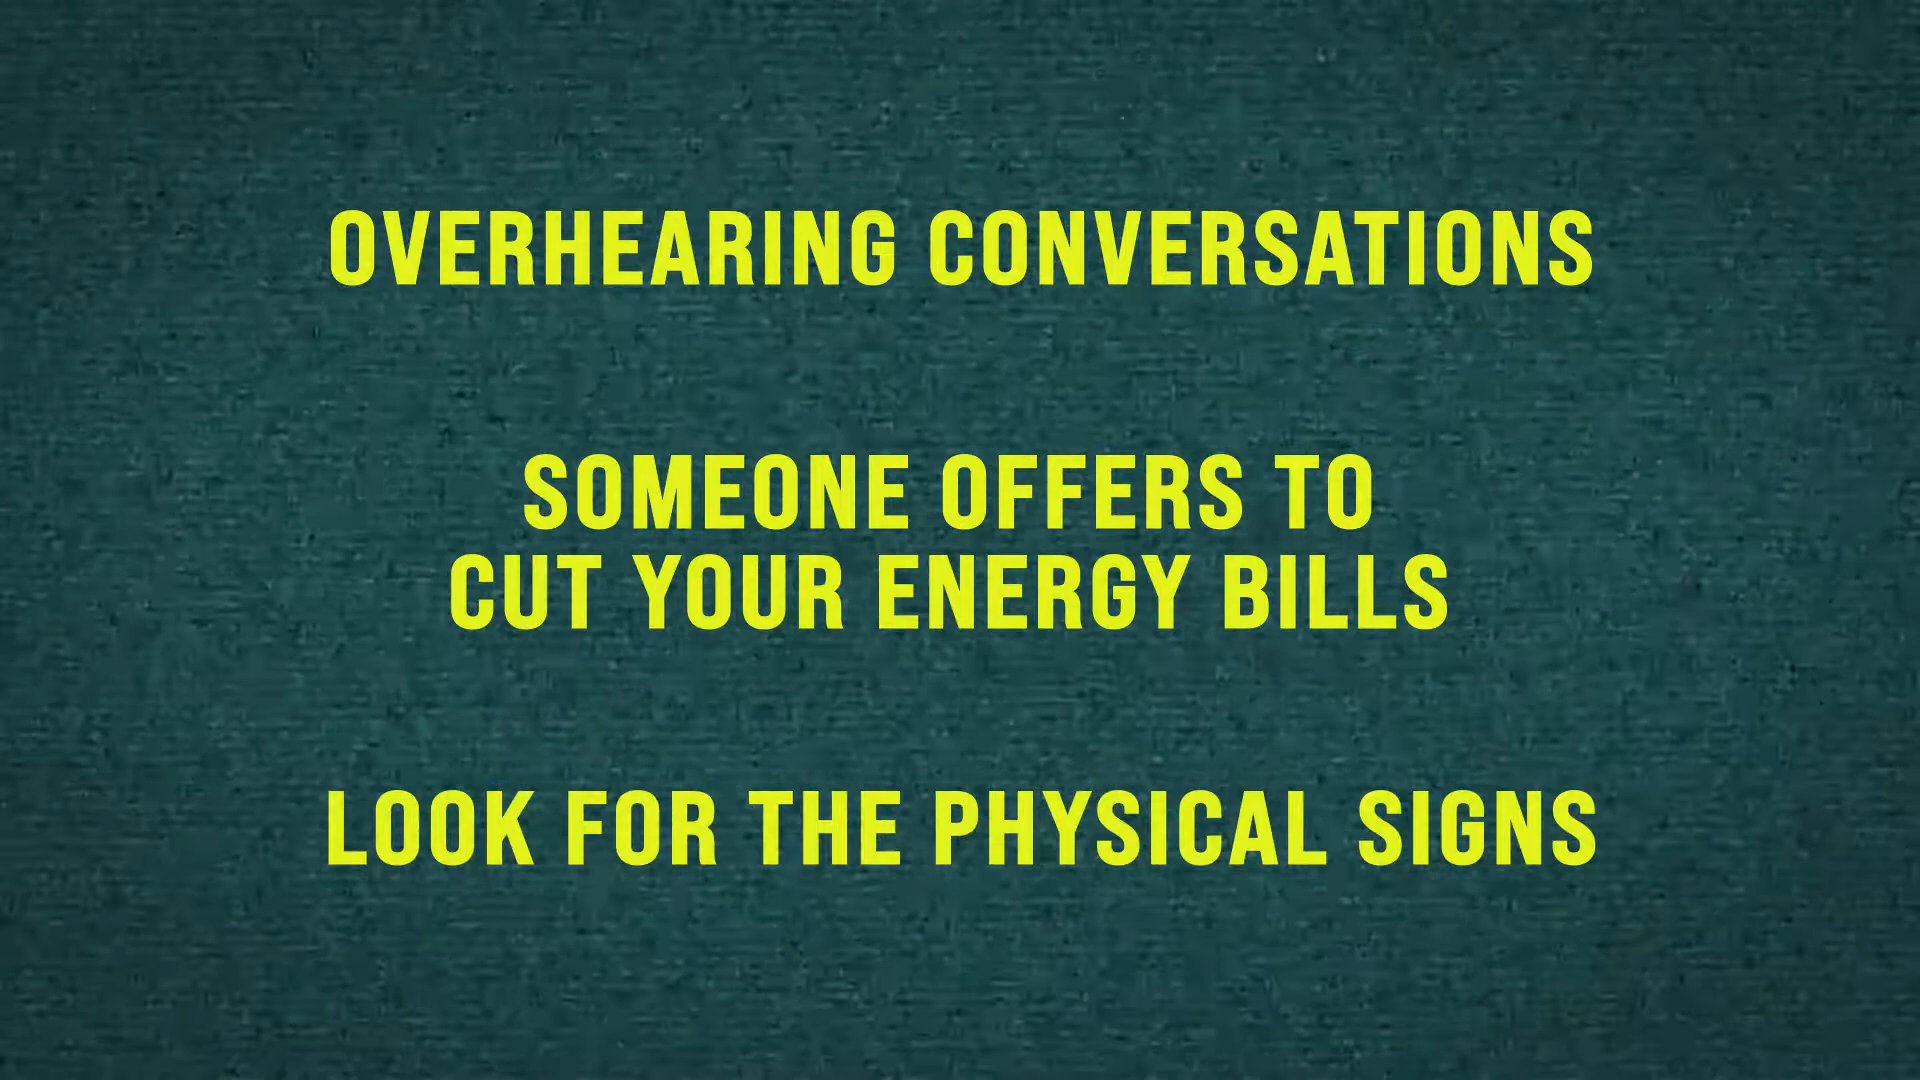 OVERHEARING CONVERSATIONS
SOMEONE OFFERS TO
CUT YOUR ENERGY BILLS
LOOK FOR THE PHYSICAL SIGNS